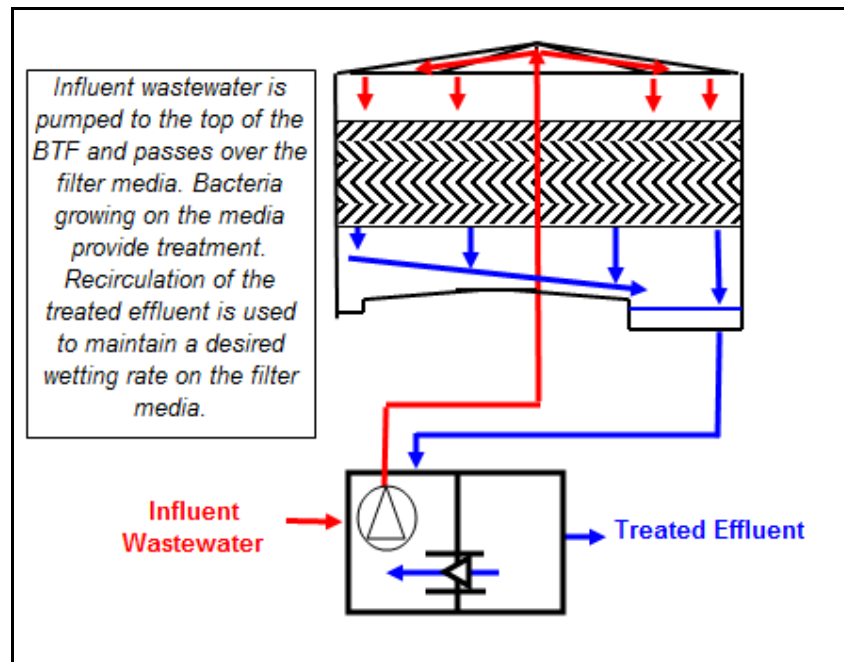 Influent wastewater is
pumped to the top of the
BTF and passes over the
filter media. Bacteria
growing on the media
provide treatment.
Recirculation of the
treated effluent is used
to maintain a desired
wetting rate on the filter
media.
Influent
Wastewater
Treated Effluent